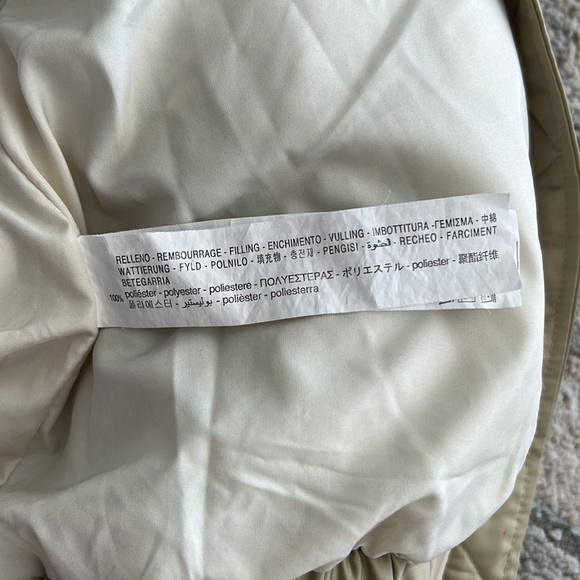 RELLENO - REMBOURRAGE - FILLING - ENCHIMENTO - VULLING - IMBOTTITURA - ΓΕΜΙΣΜΑ - 中綿
WATTIERUNG - FYLD - POLNILO - 填充物 - 충전재 - PENGISI - الحشوة - RECHEO - FARCIMENT
BETEGARRIA
100% poliéster - polyester - poliestere - ΠΟΛΥΕΣΤΕΡΑΣ - ポリエステル - poliester - 聚酯纤维
폴리에스터 - بوليستير - polièster - poliesterra